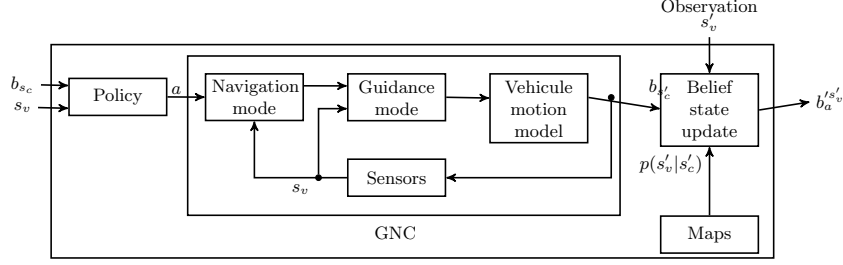 Observation
s′_v
b_{s_c}
s_v
Policy
a
Navigation
mode
Guidance
mode
Vehicule
motion
model
b_{s′_c}
Belief
state
update
b′_a^{s′_v}
p(s′_v|s′_c)
s_v
Sensors
Maps
GNC